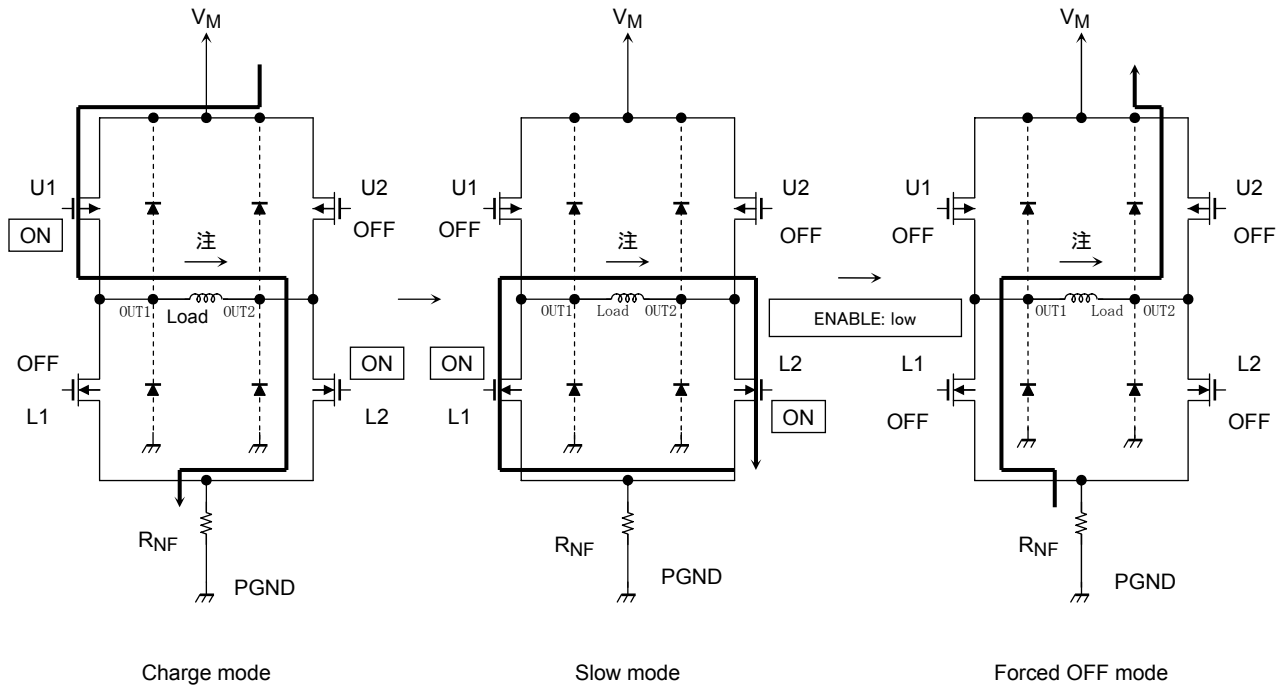 VM
U1
ON
U2
OFF
注
OUT1
Load
OUT2
OFF
L1
ON
L2
RNF
PGND
Charge mode
VM
U1
OFF
U2
OFF
注
OUT1
Load
OUT2
ON
L1
L2
ON
RNF
PGND
Slow mode
ENABLE: low
VM
U1
OFF
U2
OFF
注
OUT1
Load
OUT2
L1
OFF
L2
OFF
RNF
PGND
Forced OFF mode